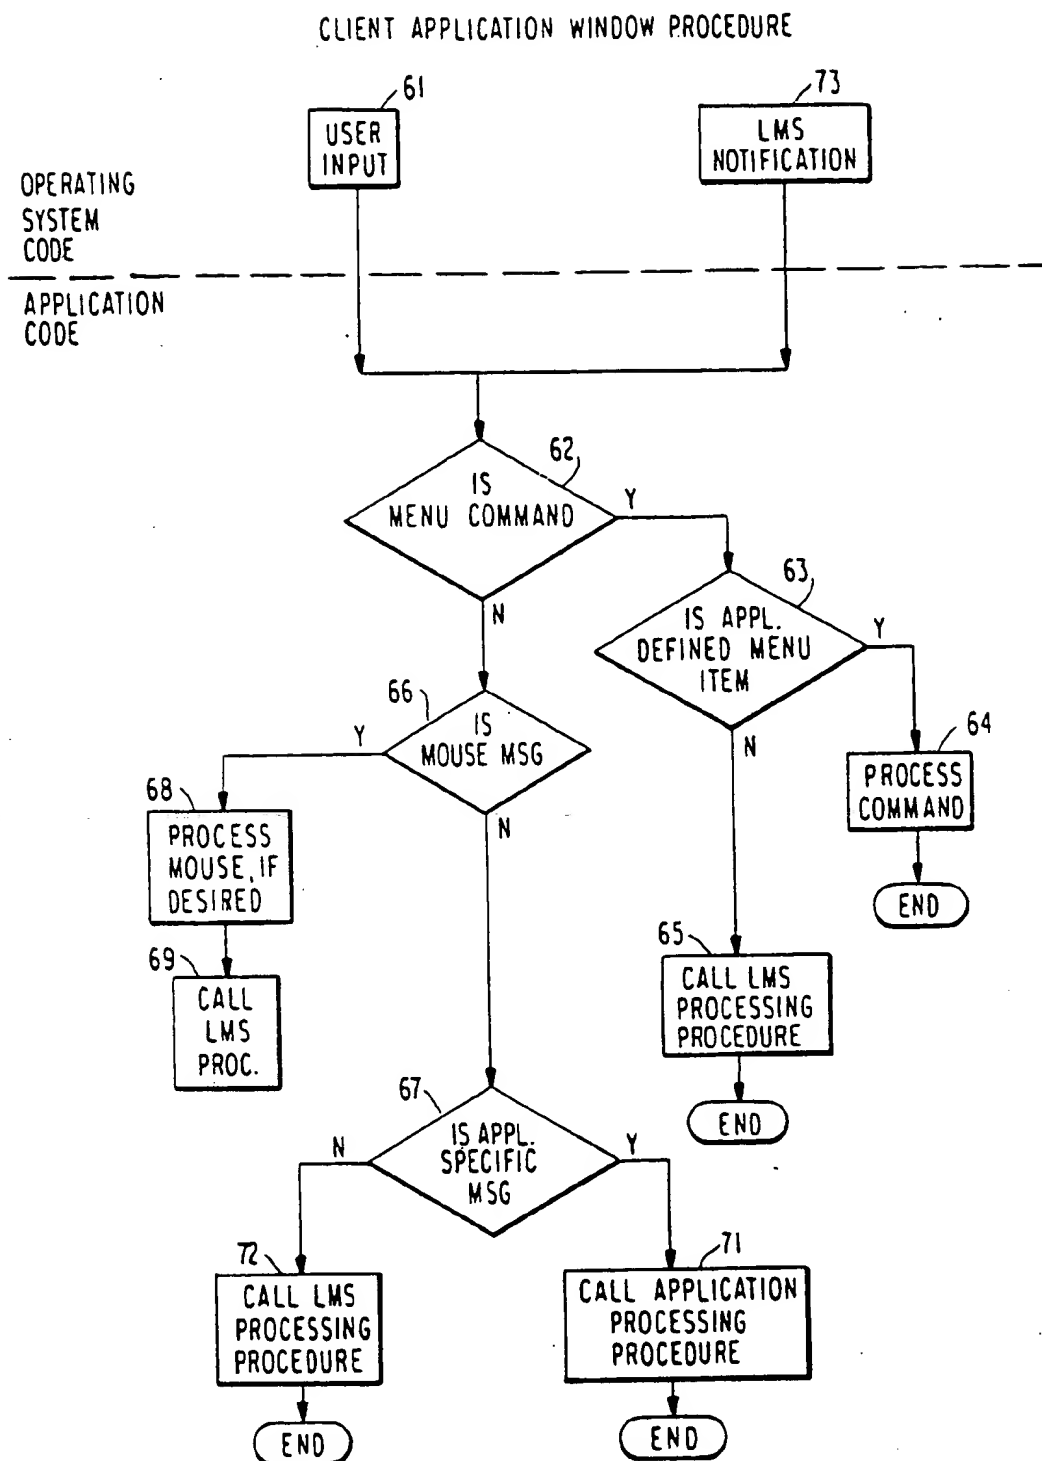 CLIENT APPLICATION WINDOW PROCEDURE
61
73
USER
INPUT
LMS
NOTIFICATION
OPERATING
SYSTEM
CODE
APPLICATION
CODE
62
IS
MENU COMMAND
Y
N
63
IS APPL.
DEFINED MENU
ITEM
Y
N
66
IS
MOUSE MSG
Y
N
64
PROCESS
COMMAND
END
68
PROCESS
MOUSE, IF
DESIRED
69
CALL
LMS
PROC.
65
CALL LMS
PROCESSING
PROCEDURE
END
67
IS APPL.
SPECIFIC
MSG
N
Y
72
CALL LMS
PROCESSING
PROCEDURE
END
71
CALL APPLICATION
PROCESSING
PROCEDURE
END